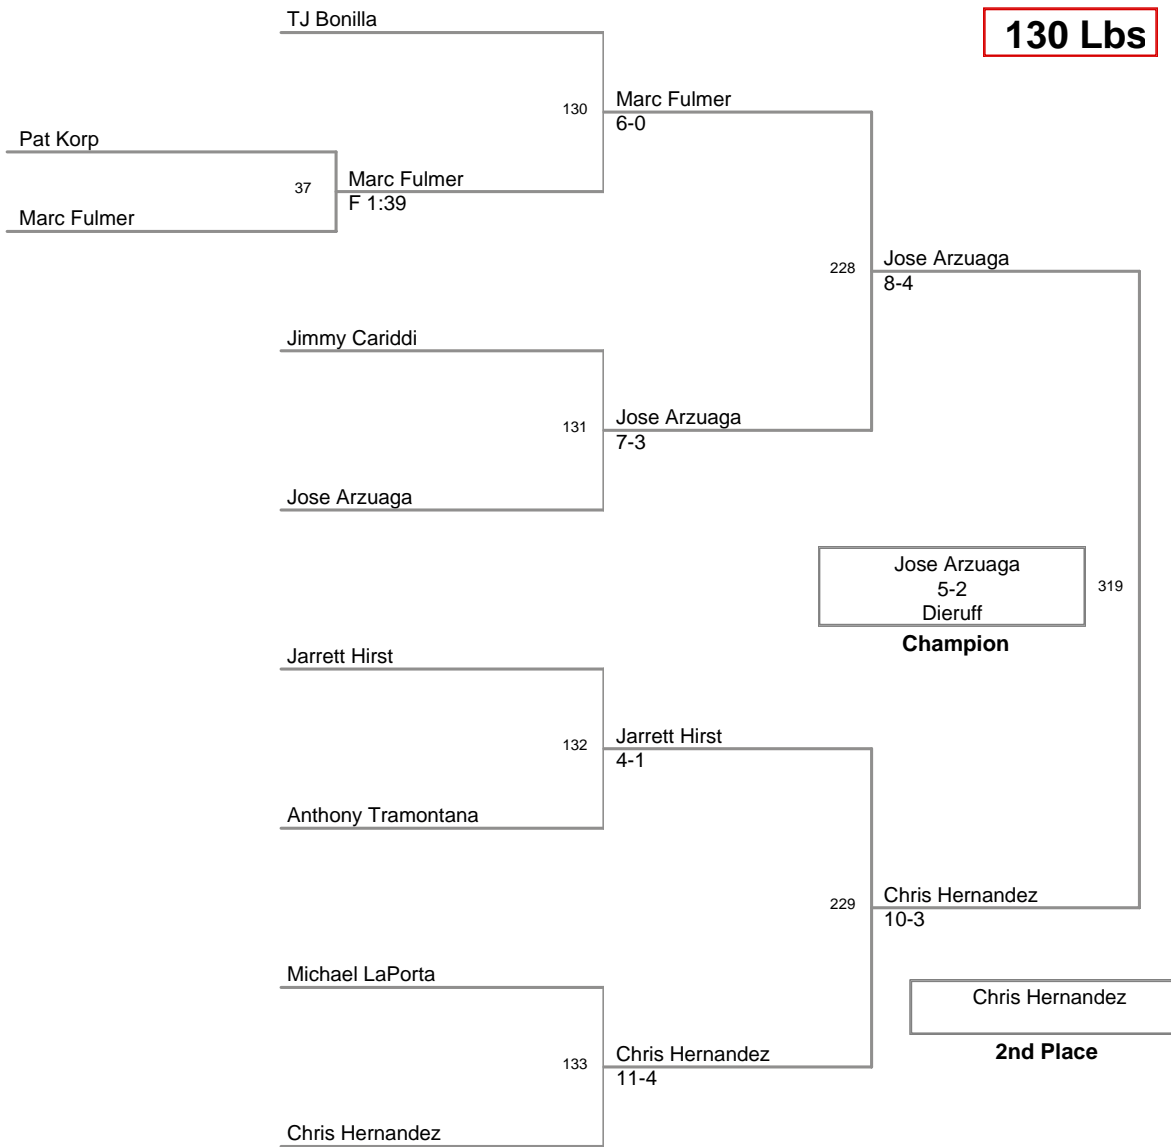 TJ Bonilla
130 Lbs
130
Marc Fulmer
6-0
Pat Korp
37
Marc Fulmer
F 1:39
Marc Fulmer
228
Jose Arzuaga
8-4
Jimmy Cariddi
131
Jose Arzuaga
7-3
Jose Arzuaga
Jose Arzuaga
5-2
Dieruff
319
Champion
Jarrett Hirst
132
Jarrett Hirst
4-1
Anthony Tramontana
229
Chris Hernandez
10-3
Michael LaPorta
Chris Hernandez
2nd Place
133
Chris Hernandez
11-4
Chris Hernandez